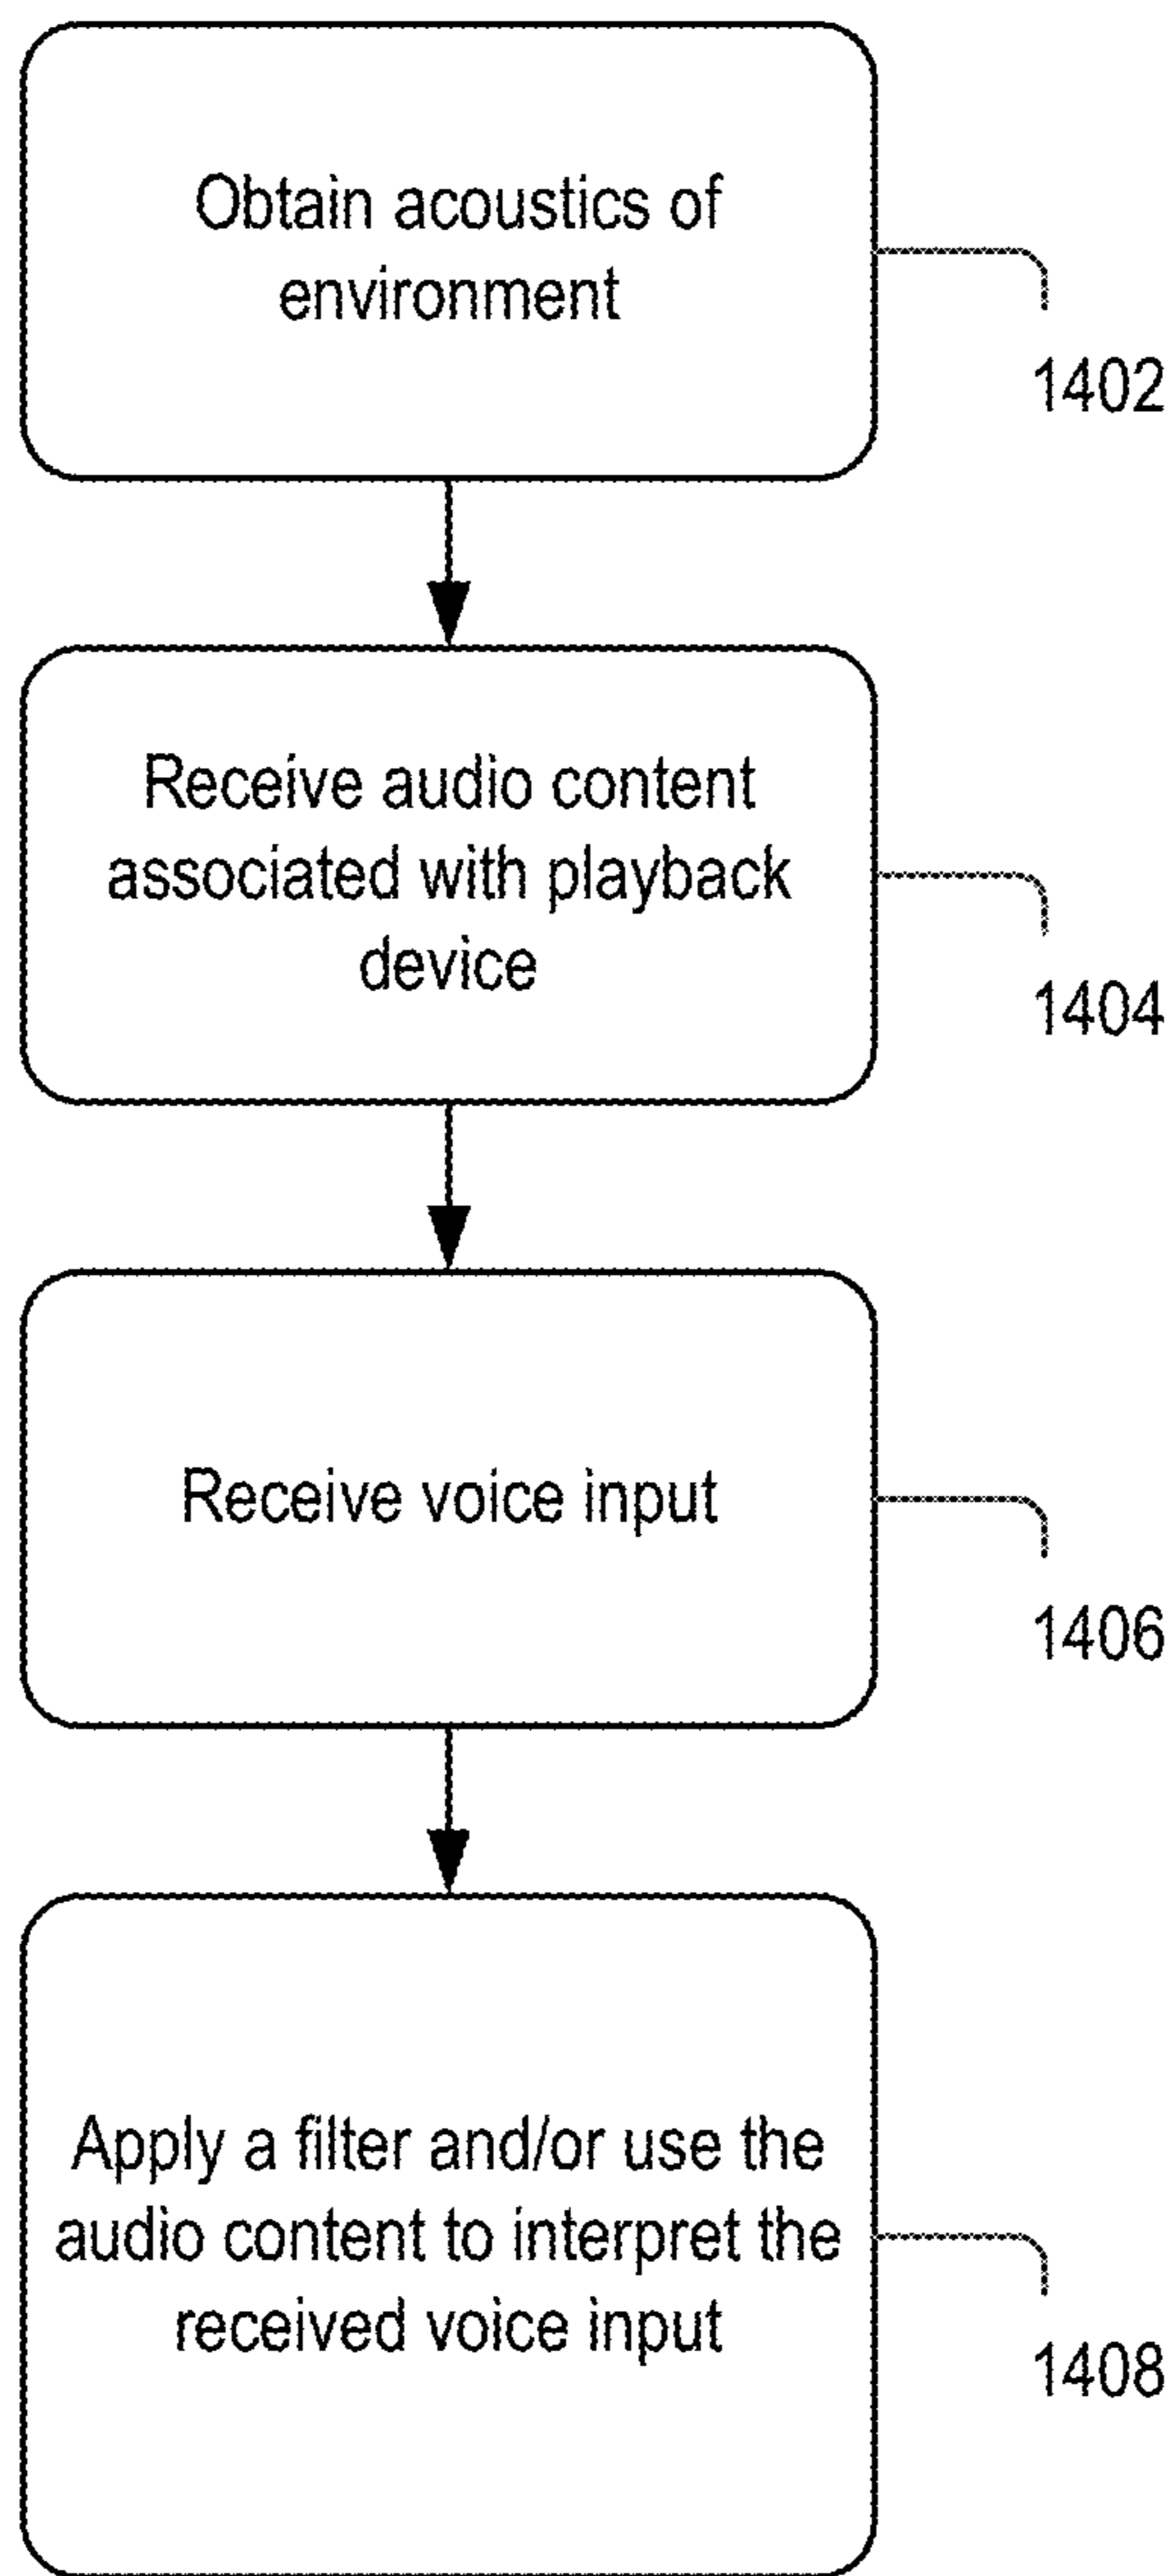 Obtain acoustics of
environment
1402
Receive audio content
associated with playback
device
1404
Receive voice input
1406
Apply a filter and/or use the
audio content to interpret the
received voice input
1408